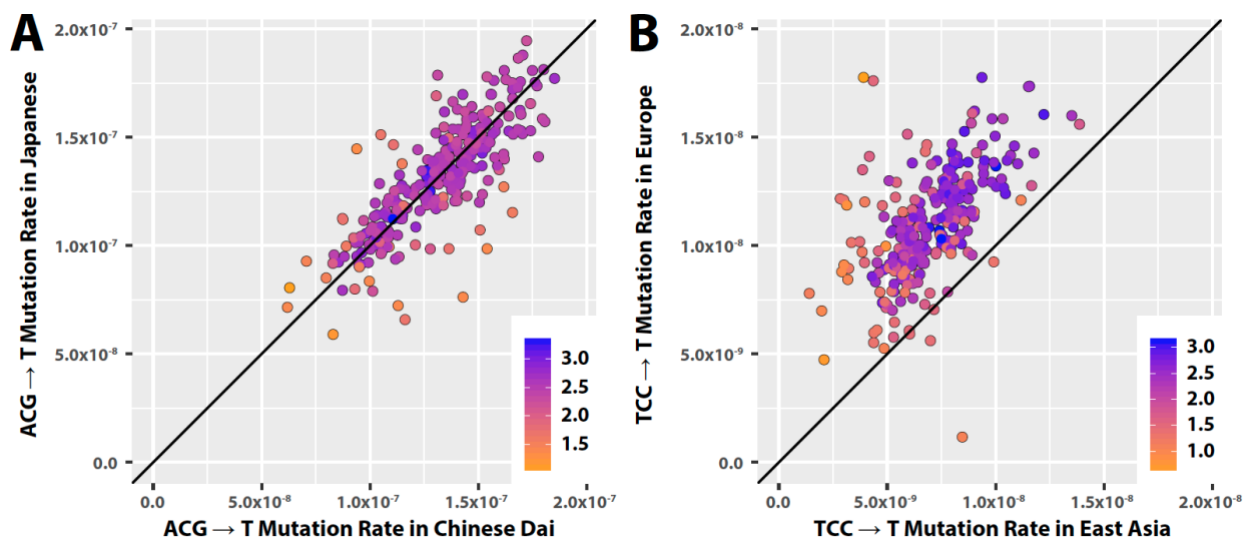 A
ACG → T Mutation Rate in Japanese
2.0x10⁻⁷
1.5x10⁻⁷
1.0x10⁻⁷
5.0x10⁻⁸
0.0
3.0
2.5
2.0
1.5
0.0 5.0x10⁻⁸ 1.0x10⁻⁷ 1.5x10⁻⁷ 2.0x10⁻⁷
ACG → T Mutation Rate in Chinese Dai
B
TCC → T Mutation Rate in Europe
2.0x10⁻⁸
1.5x10⁻⁸
1.0x10⁻⁸
5.0x10⁻⁹
0.0
3.0
2.5
2.0
1.5
1.0
0.0 5.0x10⁻⁹ 1.0x10⁻⁸ 1.5x10⁻⁸ 2.0x10⁻⁸
TCC → T Mutation Rate in East Asia